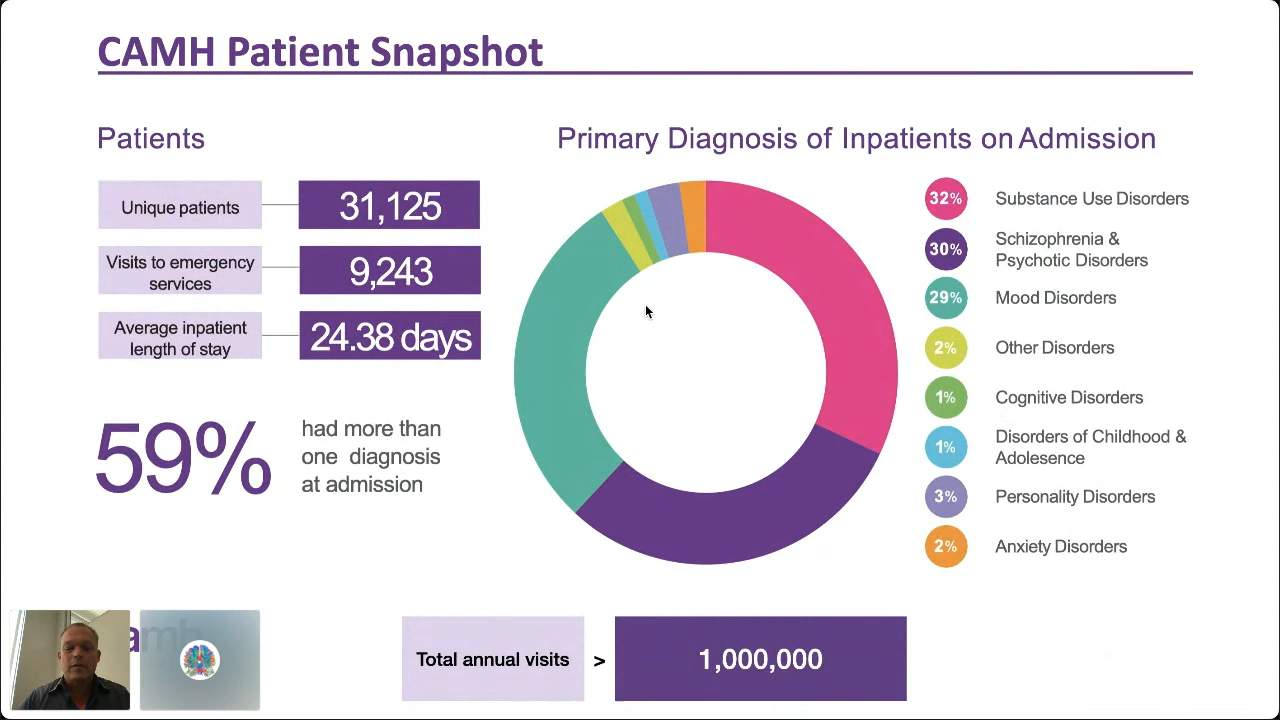 CAMH Patient Snapshot
Patients
Unique patients
31,125
Visits to emergency
services
9,243
Average inpatient
length of stay
24.38 days
59%
had more than
one diagnosis
at admission
Primary Diagnosis of Inpatients on Admission
32%
Substance Use Disorders
30%
Schizophrenia &
Psychotic Disorders
29%
Mood Disorders
2%
Other Disorders
1%
Cognitive Disorders
1%
Disorders of Childhood &
Adolesence
3%
Personality Disorders
2%
Anxiety Disorders
Total annual visits
>
1,000,000